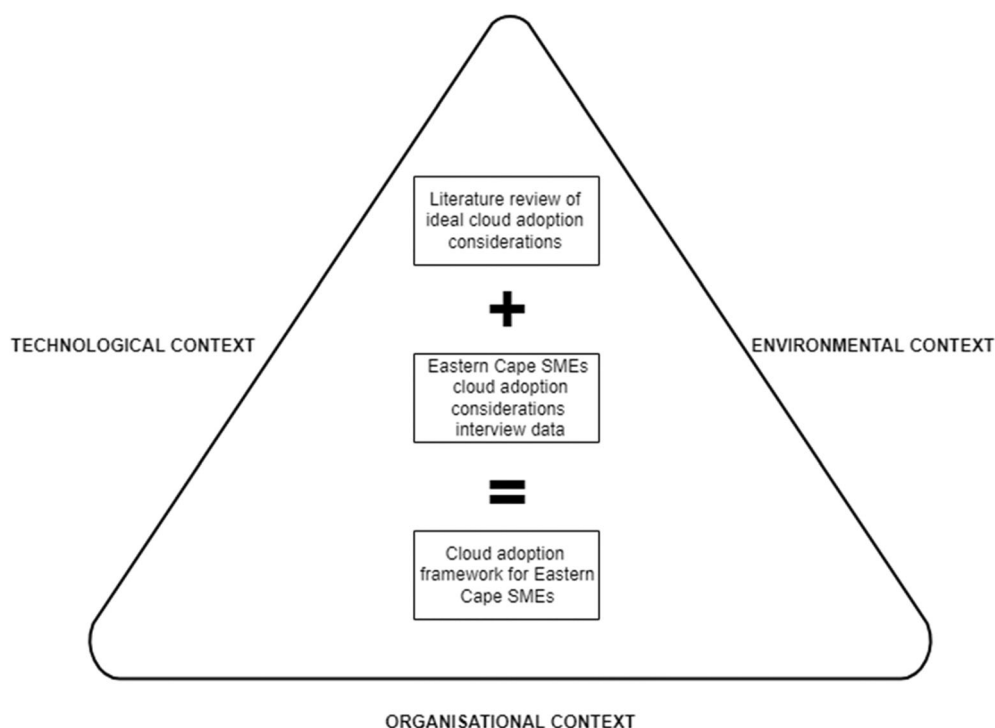 Literature review of
ideal cloud adoption
considerations
+
TECHNOLOGICAL CONTEXT
ENVIRONMENTAL CONTEXT
Eastern Cape SMEs
cloud adoption
considerations
interview data
=
Cloud adoption
framework for Eastern
Cape SMEs
ORGANISATIONAL CONTEXT